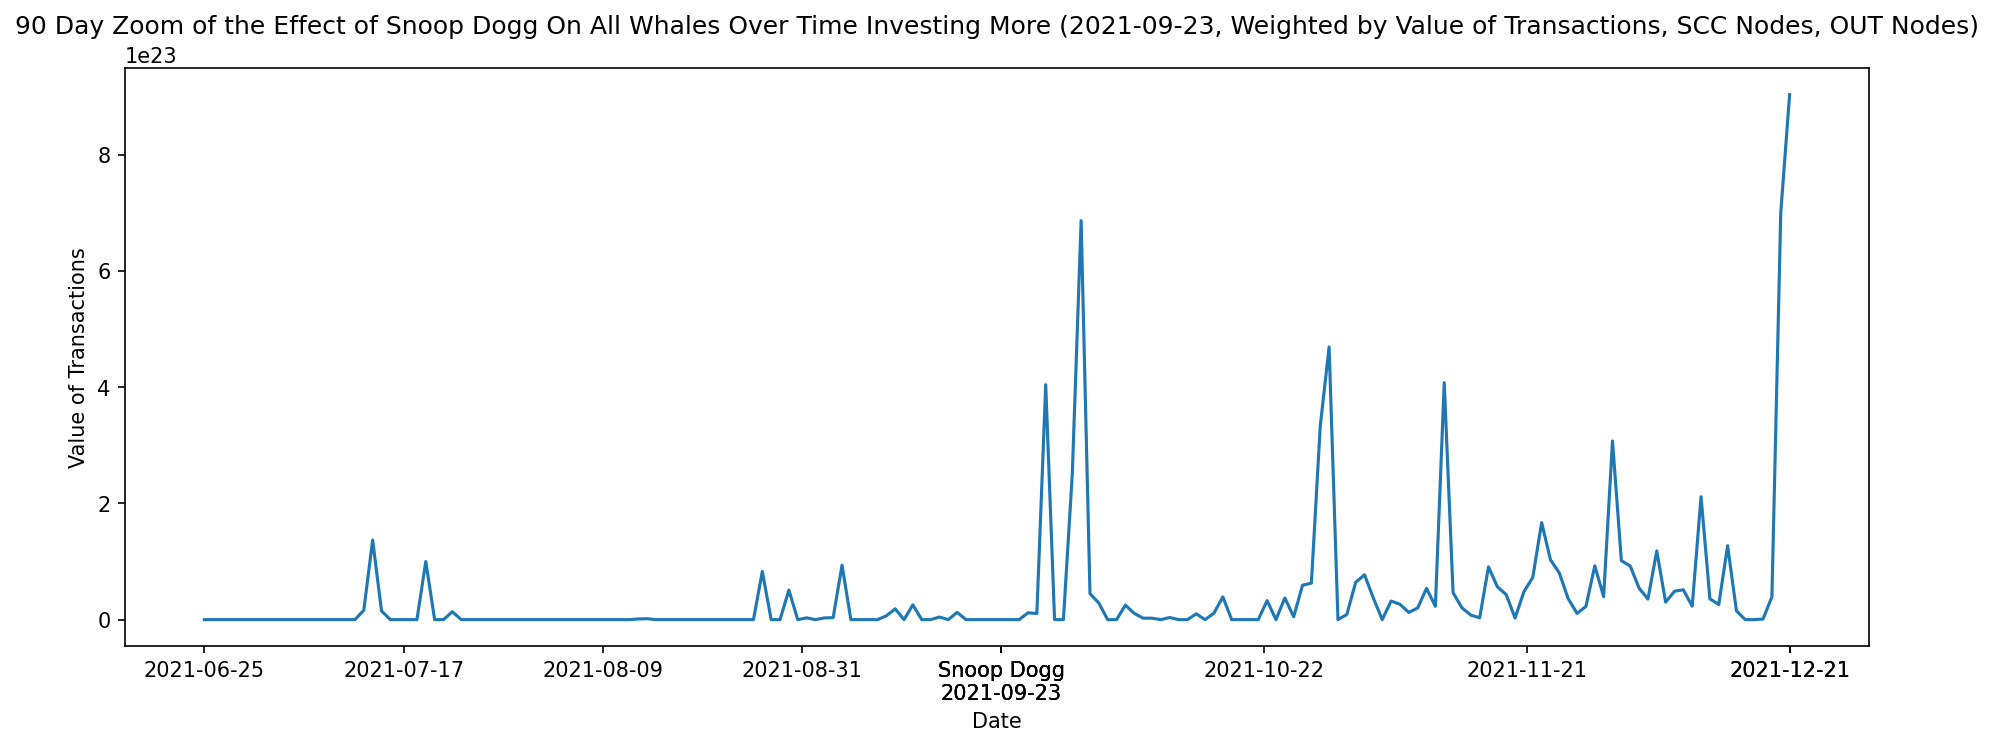 90 Day Zoom of the Effect of Snoop Dogg On All Whales Over Time Investing More (2021-09-23, Weighted by Value of Transactions, SCC Nodes, OUT Nodes)
1e23
8
6
4
2
0
Value of Transactions
2021-06-25
2021-07-17
2021-08-09
2021-08-31
Snoop Dogg
2021-09-23
2021-10-22
2021-11-21
2021-12-21
Date